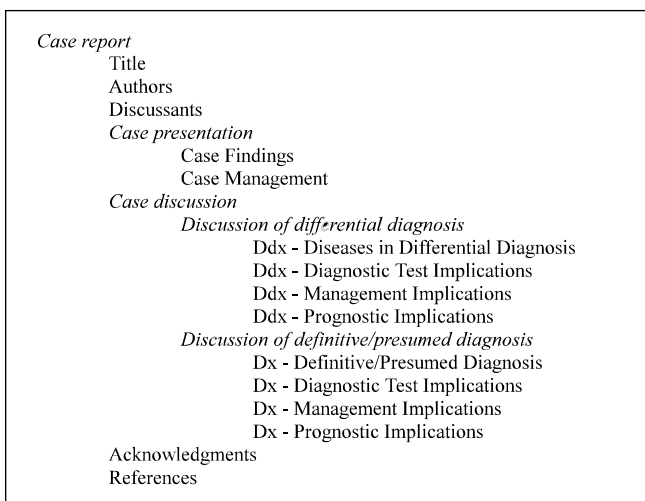 Case report
Title
Authors
Discussants
Case presentation
Case Findings
Case Management
Case discussion
Discussion of differential diagnosis
Ddx - Diseases in Differential Diagnosis
Ddx - Diagnostic Test Implications
Ddx - Management Implications
Ddx - Prognostic Implications
Discussion of definitive/presumed diagnosis
Dx - Definitive/Presumed Diagnosis
Dx - Diagnostic Test Implications
Dx - Management Implications
Dx - Prognostic Implications
Acknowledgments
References